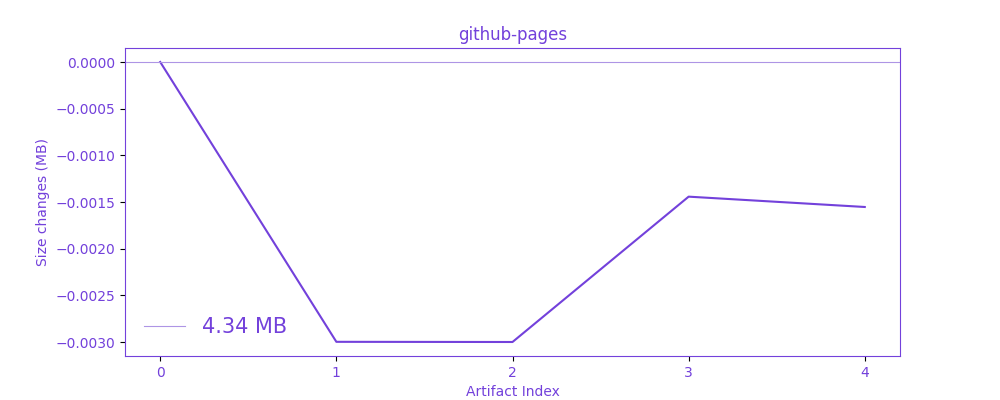 github-pages
0.0000
−0.0005
−0.0010
−0.0015
−0.0020
−0.0025
−0.0030
Size changes (MB)
4.34 MB
0 1 2 3 4
Artifact Index